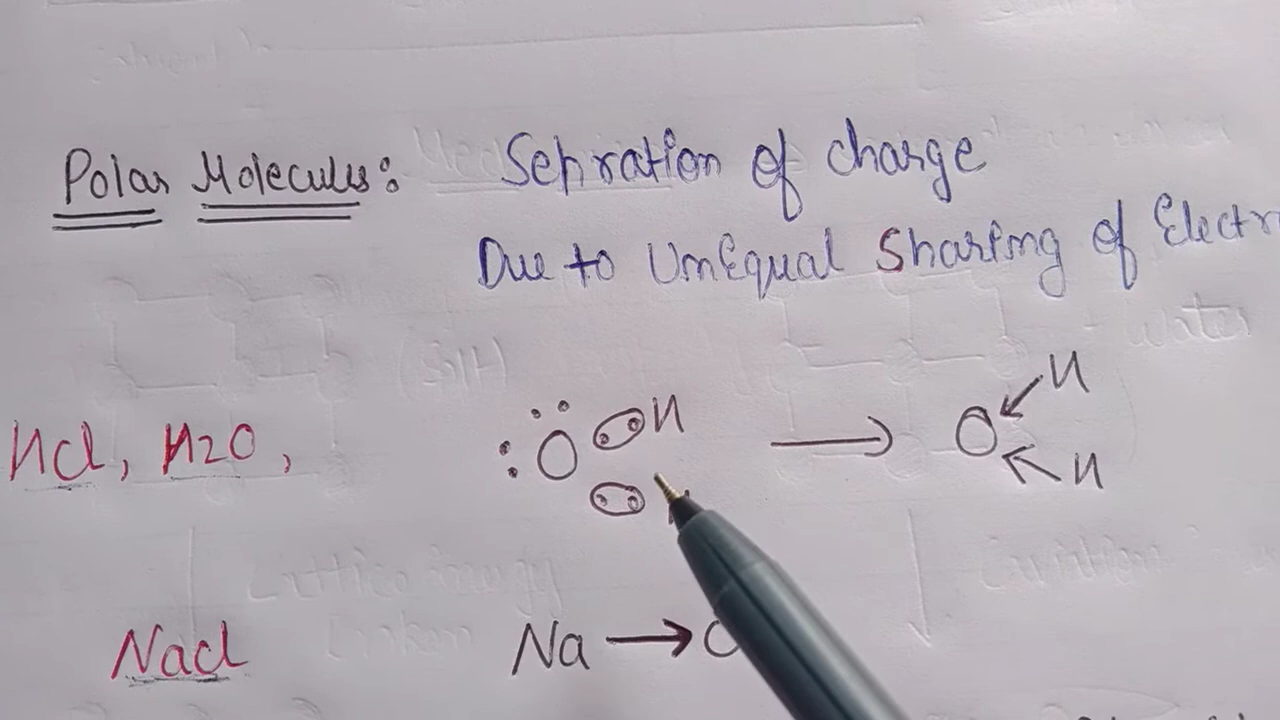 Polar Molecules: Sepration of charge
Due to UnEqual Sharing of Electr
HCl, H2O,
O H
O H
H
NaCl Na → C